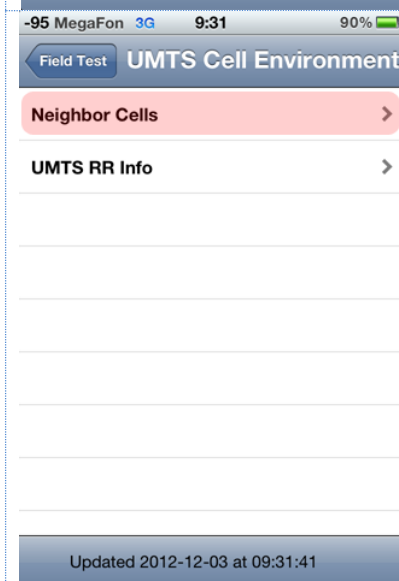 -95 MegaFon 3G 9:31 90%
Field Test UMTS Cell Environment
Neighbor Cells
UMTS RR Info
Updated 2012-12-03 at 09:31:41